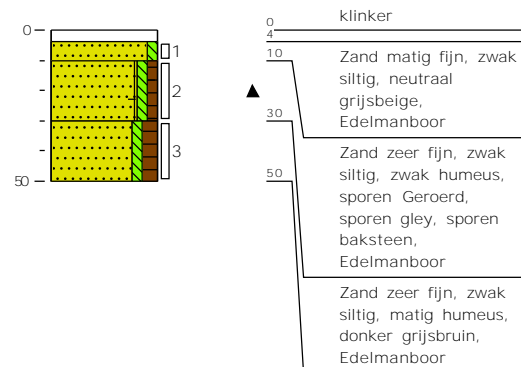 0
50
1
2
3
0
4
10
30
50
klinker
Zand matig fijn, zwak
siltig, neutraal
grijsbeige,
Edelmanboor
Zand zeer fijn, zwak
siltig, zwak humeus,
sporen Geroerd,
sporen gley, sporen
baksteen,
Edelmanboor
Zand zeer fijn, zwak
siltig, matig humeus,
donker grijsbruin,
Edelmanboor